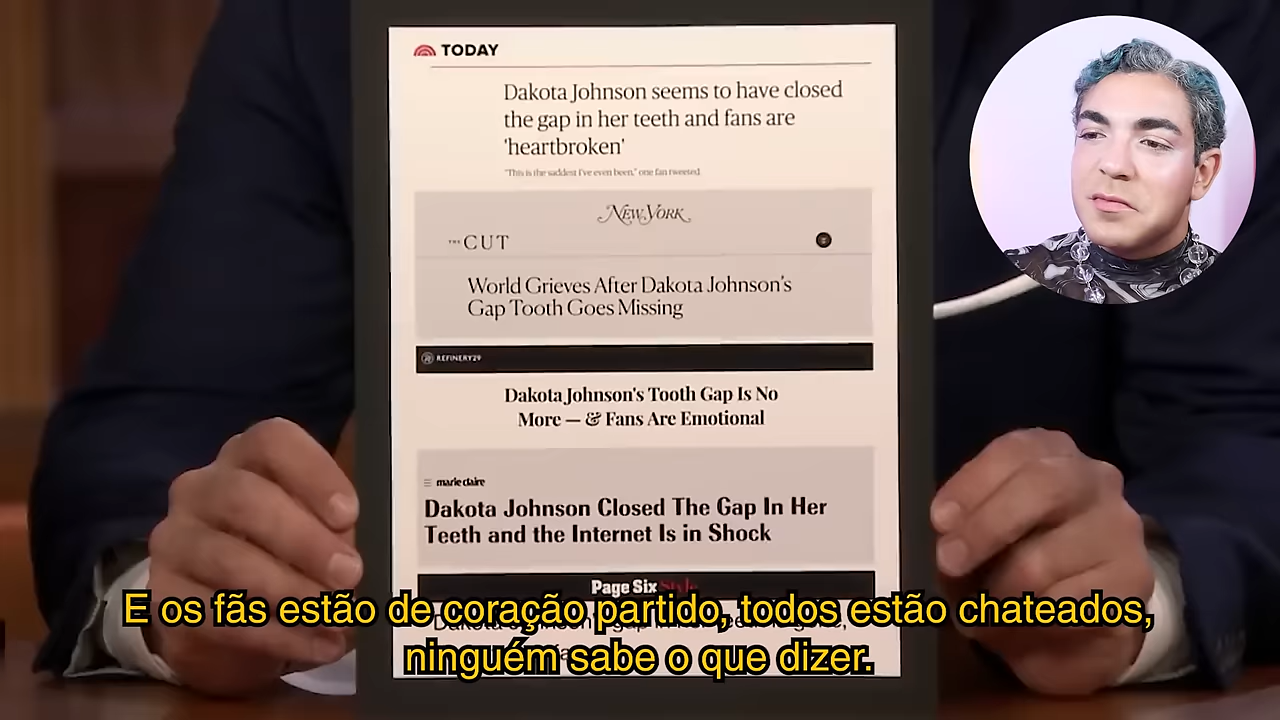 TODAY
Dakota Johnson seems to have closed
the gap in her teeth and fans are
'heartbroken'
"This is the saddest I've ever been," one fan tweeted.
NEW YORK
THE CUT
World Grieves After Dakota Johnson's
Gap Tooth Goes Missing
REFINERY29
Dakota Johnson's Tooth Gap Is No
More — & Fans Are Emotional
marie claire
Dakota Johnson Closed The Gap In Her
Teeth and the Internet Is in Shock
Page Six Style
E os fãs estão de coração partido, todos estão chateados,
ninguém sabe o que dizer.